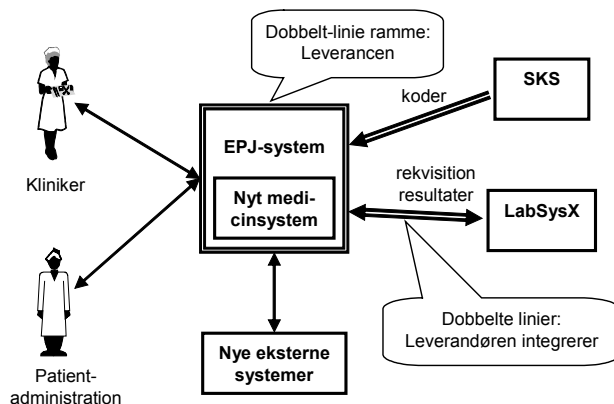 Dobbelt-linie ramme:
Leverancen
SKS
koder
EPJ-system
Kliniker
Nyt medi-
cinsystem
rekvisition
resultater
LabSysX
Dobbelte linier:
Leverandøren integrerer
Nye eksterne
systemer
Patient-
administration